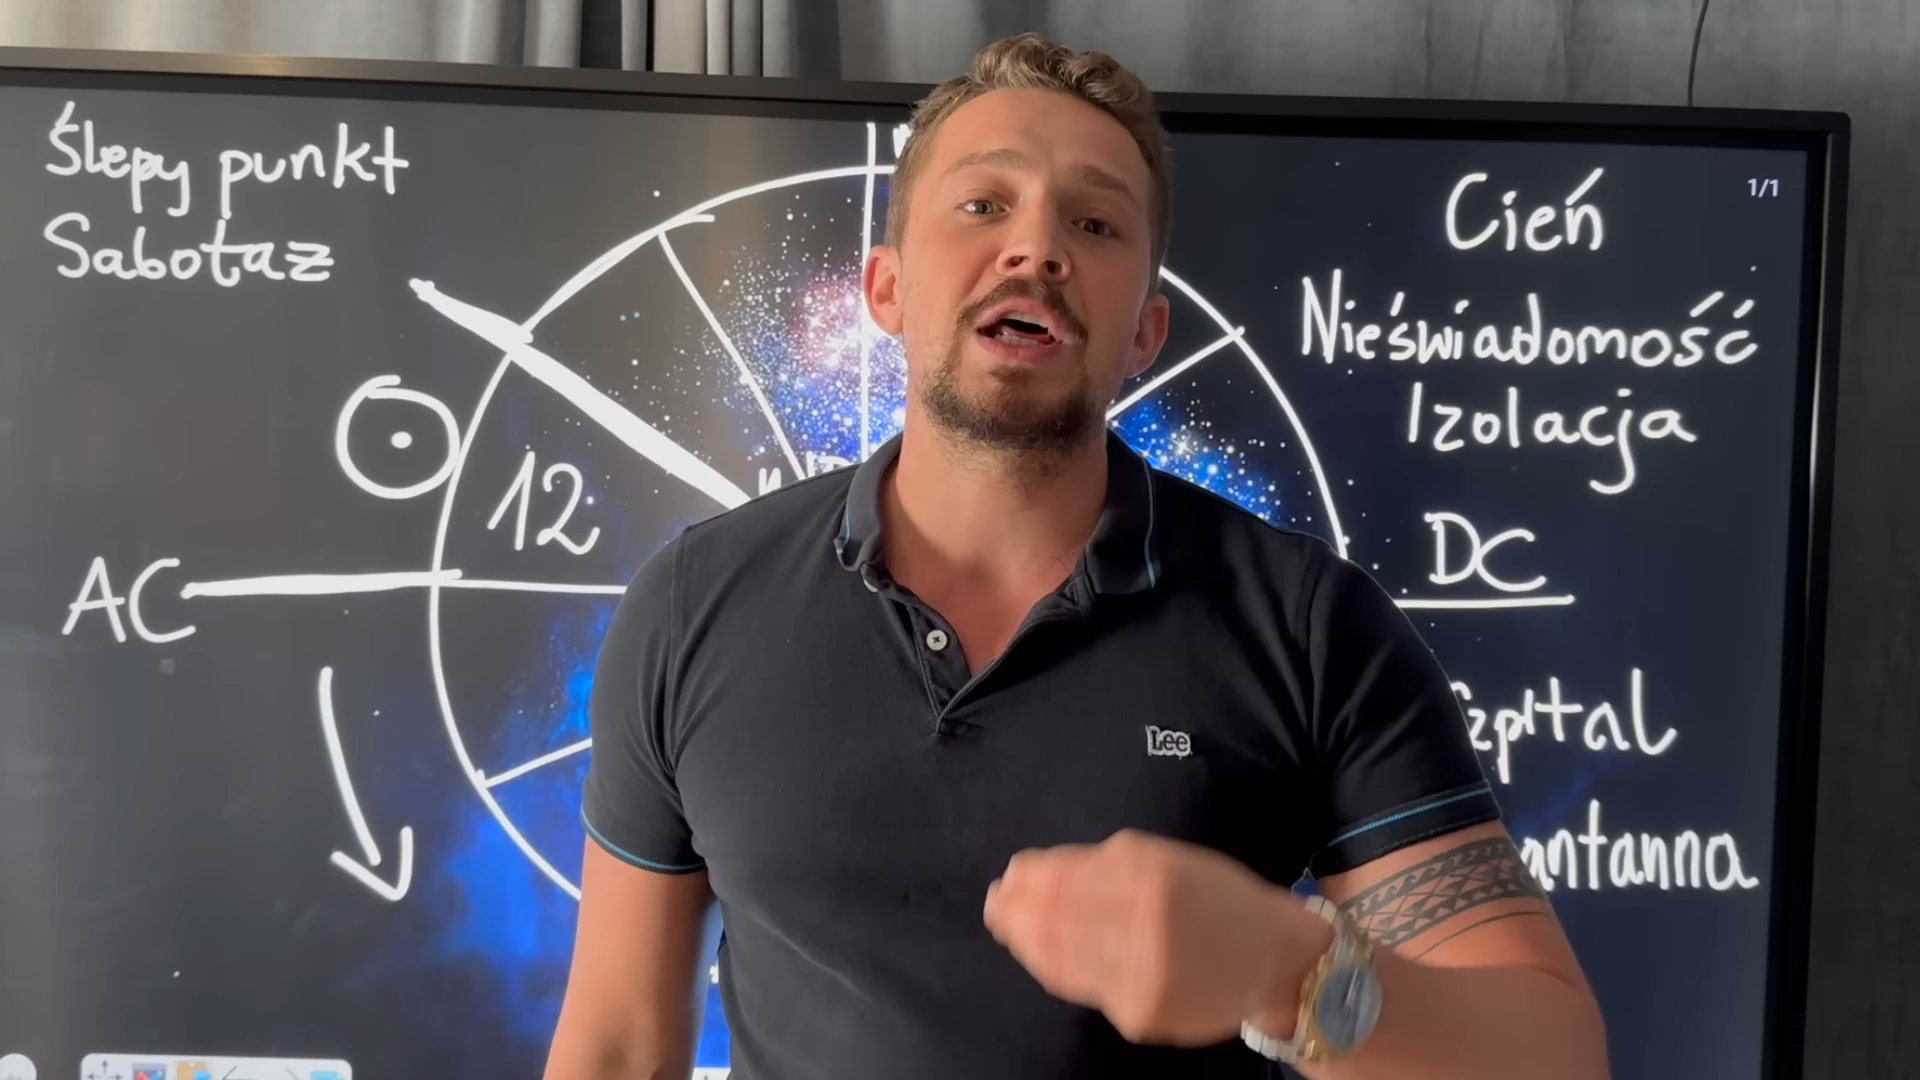 Ślepy punkt
Sabotaz
12
AC
Cień
1/1
Nieświadomość
Izolacja
DC
Lee